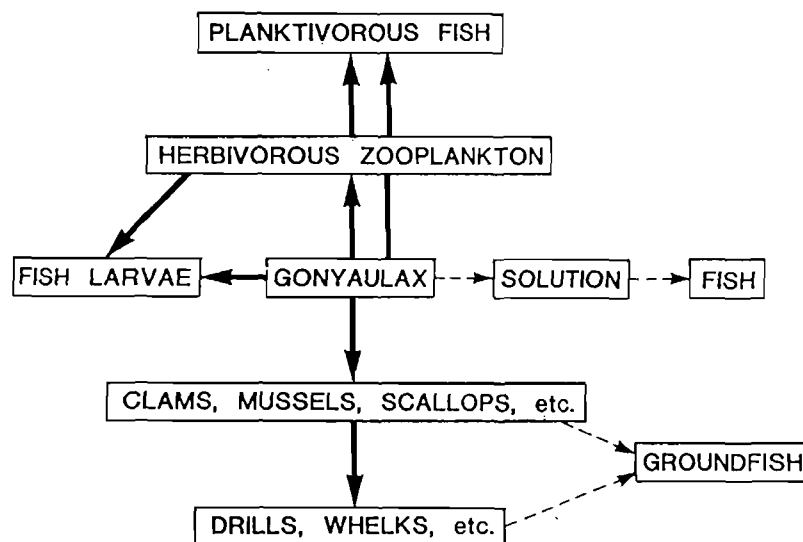 PLANKTIVOROUS FISH
HERBIVOROUS ZOOPLANKTON
FISH LARVAE
GONYAULAX
SOLUTION
FISH
CLAMS, MUSSELS, SCALLOPS, etc.
GROUNDFISH
DRILLS, WHELKS, etc.